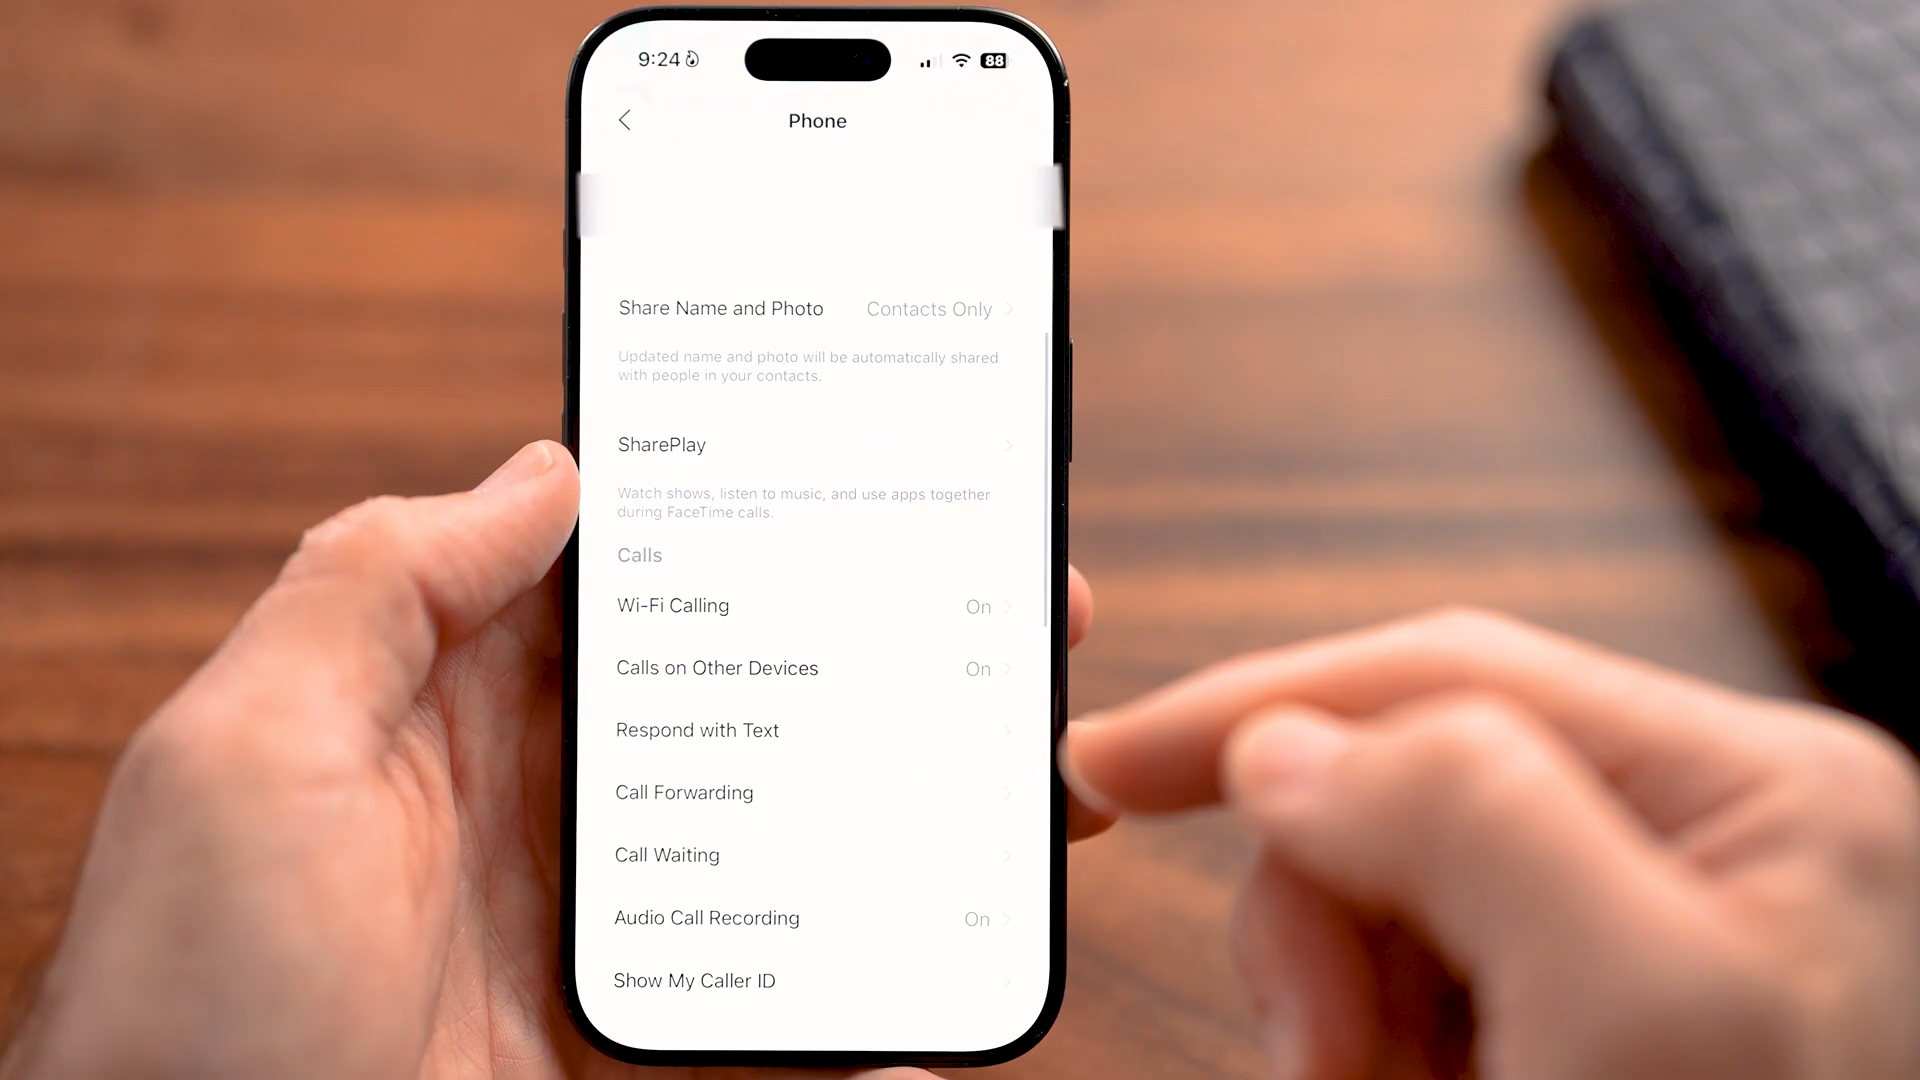 9:24
88
Phone
Share Name and Photo Contacts Only
Updated name and photo will be automatically shared
with people in your contacts.
SharePlay
Watch shows, listen to music, and use apps together
during FaceTime calls.
Calls
Wi-Fi Calling On
Calls on Other Devices On
Respond with Text
Call Forwarding
Call Waiting
Audio Call Recording On
Show My Caller ID